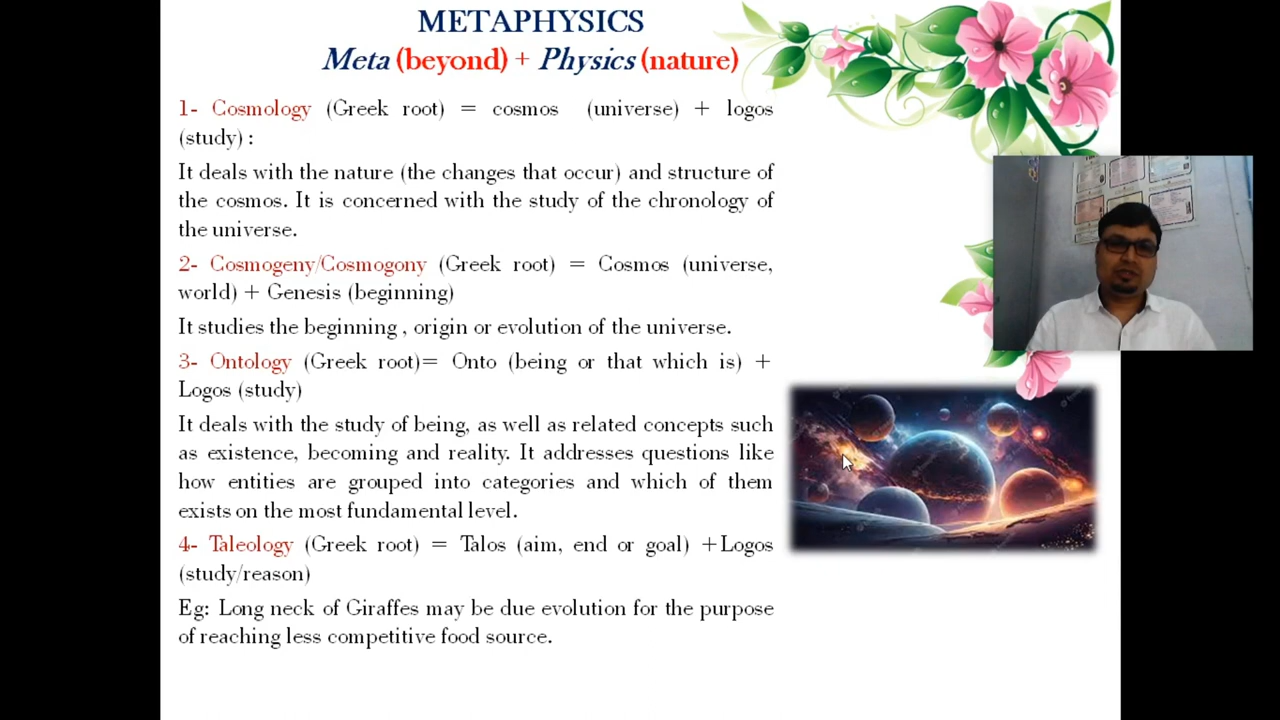 METAPHYSICS
Meta (beyond) + Physics (nature)
1- Cosmology (Greek root) = cosmos (universe) + logos
(study) :
It deals with the nature (the changes that occur) and structure of
the cosmos. It is concerned with the study of the chronology of
the universe.
2- Cosmogeny/Cosmogony (Greek root) = Cosmos (universe,
world) + Genesis (beginning)
It studies the beginning , origin or evolution of the universe.
3- Ontology (Greek root)= Onto (being or that which is) +
Logos (study)
It deals with the study of being, as well as related concepts such
as existence, becoming and reality. It addresses questions like
how entities are grouped into categories and which of them
exists on the most fundamental level.
4- Taleology (Greek root) = Talos (aim, end or goal) +Logos
(study/reason)
Eg: Long neck of Giraffes may be due evolution for the purpose
of reaching less competitive food source.